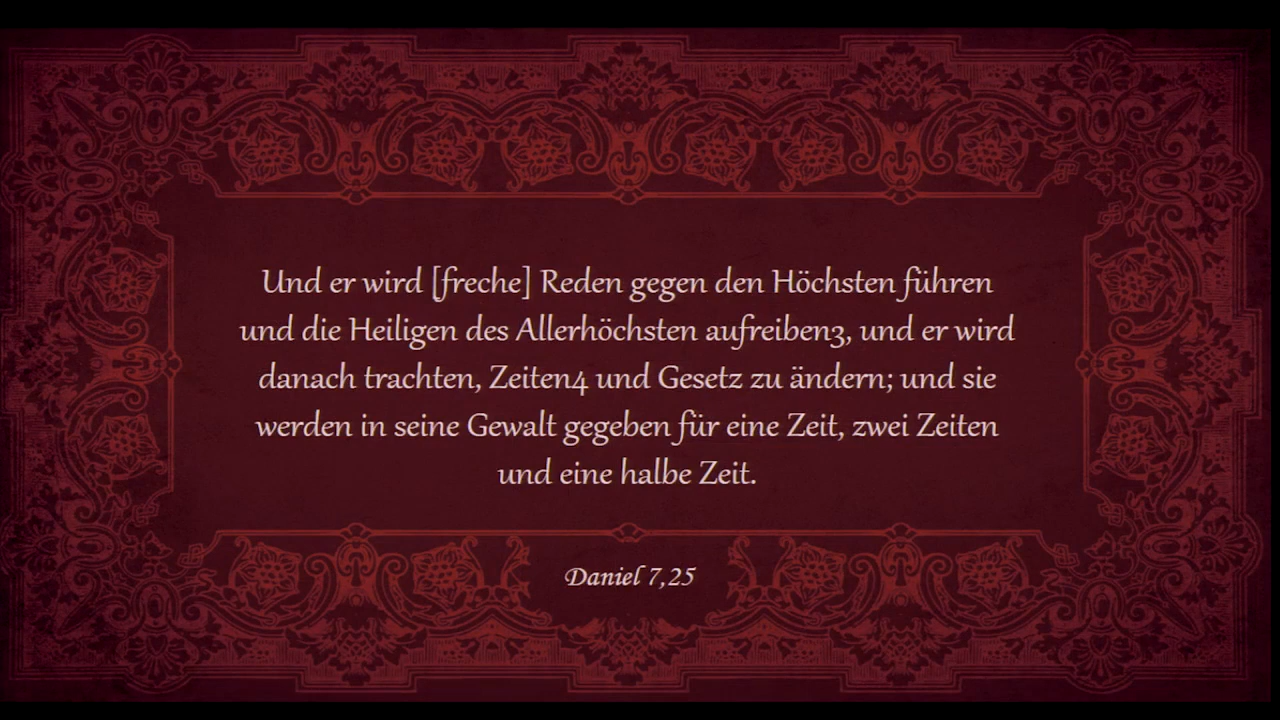 Und er wird [freche] Reden gegen den Höchsten führen
und die Heiligen des Allerhöchsten aufreiben3, und er wird
danach trachten, Zeiten4 und Gesetz zu ändern; und sie
werden in seine Gewalt gegeben für eine Zeit, zwei Zeiten
und eine halbe Zeit.
Daniel 7,25